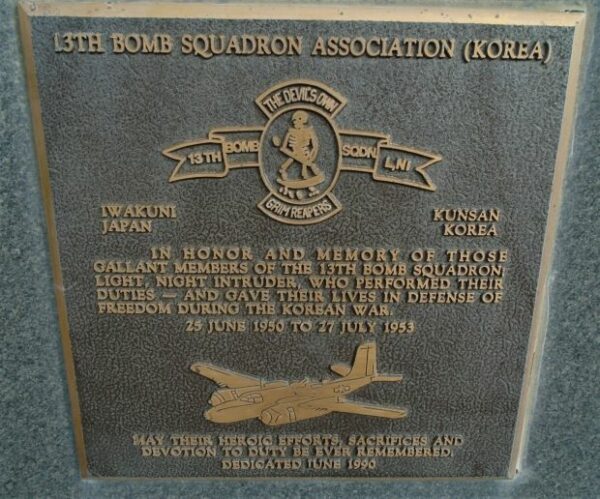 13TH BOMB SQUADRON ASSOCIATION (KOREA)
THE DEVIL'S OWN
13TH BOMB SQDN L,NI
GRIM REAPERS
IWAKUNI
JAPAN
KUNSAN
KOREA
IN HONOR AND MEMORY OF THOSE
GALLANT MEMBERS OF THE 13TH BOMB SQUADRON,
LIGHT, NIGHT INTRUDER, WHO PERFORMED THEIR
DUTIES — AND GAVE THEIR LIVES IN DEFENSE OF
FREEDOM DURING THE KOREAN WAR.
25 JUNE 1950 TO 27 JULY 1953
MAY THEIR HEROIC EFFORTS, SACRIFICES AND
DEVOTION TO DUTY BE EVER REMEMBERED.
DEDICATED JUNE 1990